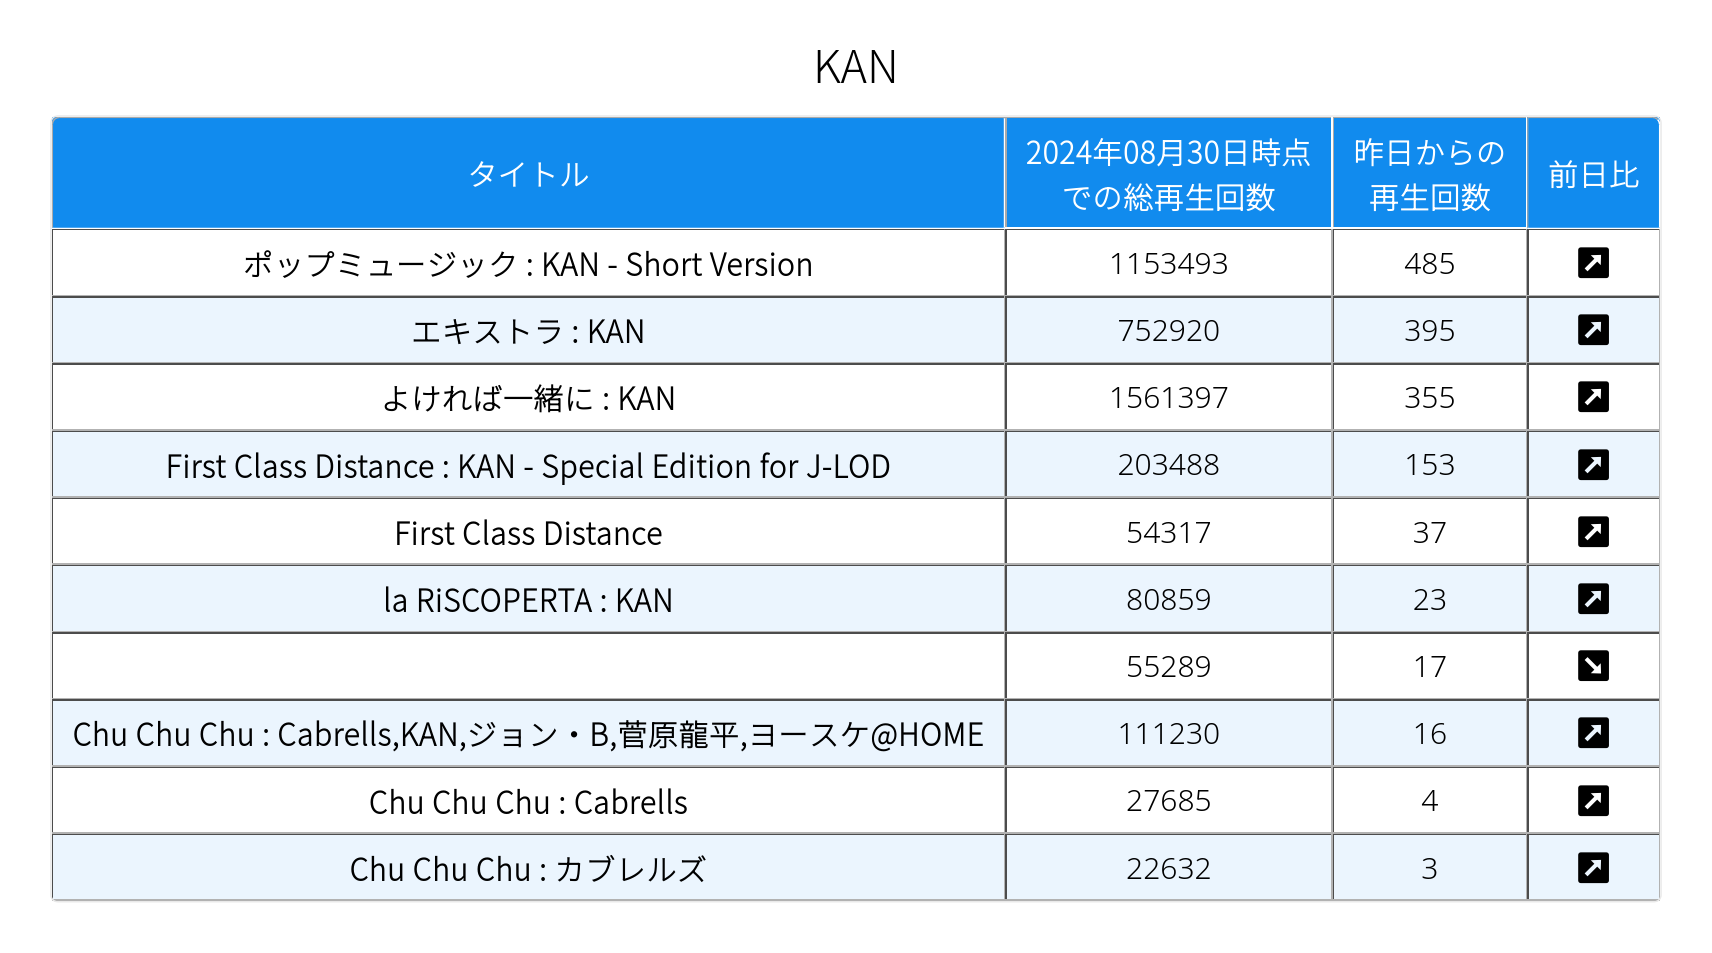 KAN
タイトル
2024年08月30日時点
での総再生回数
昨日からの
再生回数
前日比
ポップミュージック : KAN - Short Version 1153493 485
エキストラ : KAN 752920 395
よければ一緒に : KAN 1561397 355
First Class Distance : KAN - Special Edition for J-LOD 203488 153
First Class Distance 54317 37
la RiSCOPERTA : KAN 80859 23
55289 17
Chu Chu Chu : Cabrells,KAN,ジョン・B,菅原龍平,ヨースケ@HOME 111230 16
Chu Chu Chu : Cabrells 27685 4
Chu Chu Chu : カブレルズ 22632 3